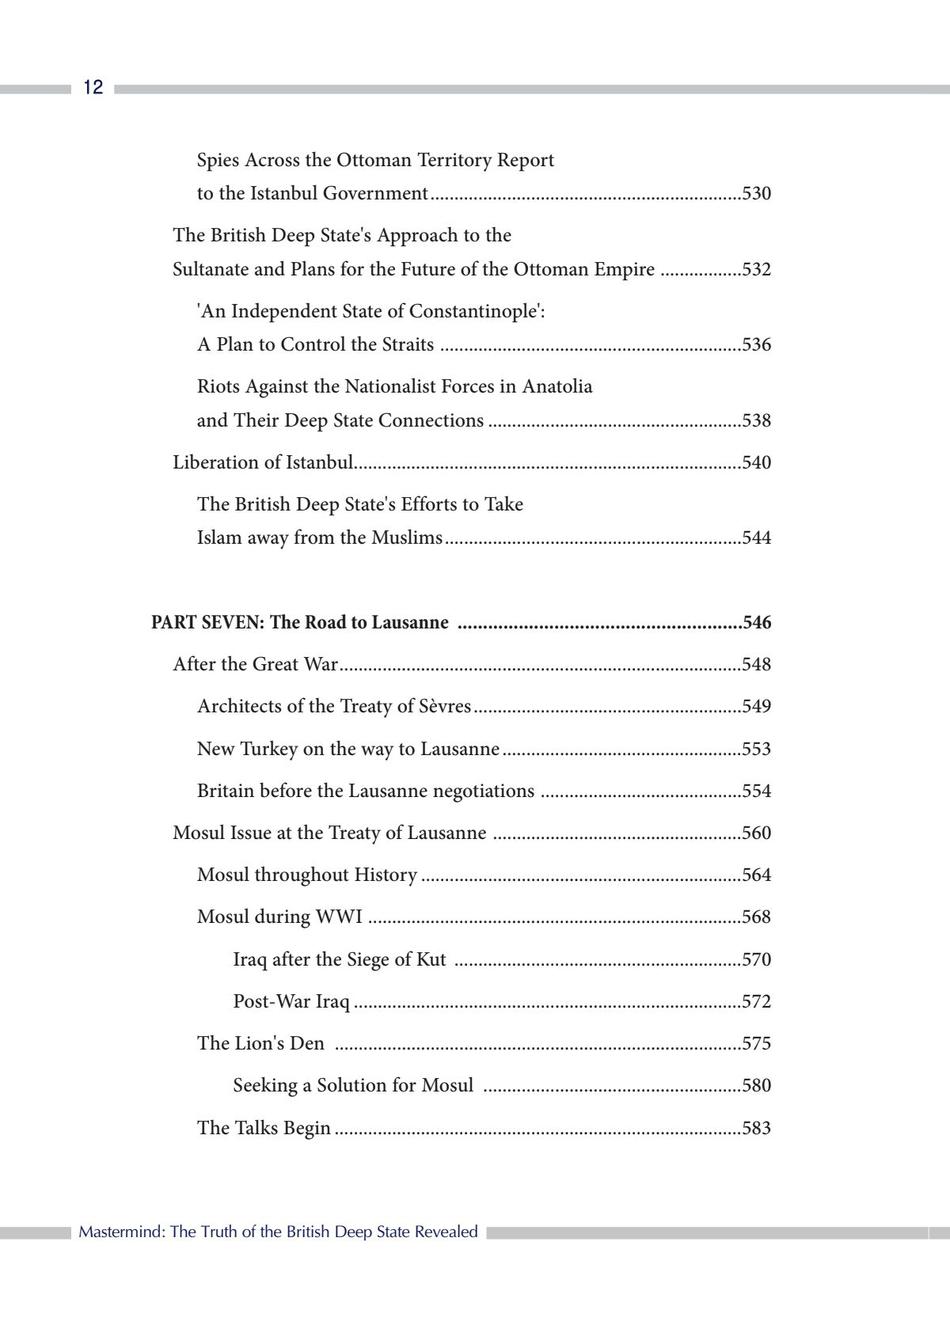 12
Spies Across the Ottoman Territory Report
to the Istanbul Government.................................................................530
The British Deep State's Approach to the
Sultanate and Plans for the Future of the Ottoman Empire .................532
'An Independent State of Constantinople':
A Plan to Control the Straits ...............................................................536
Riots Against the Nationalist Forces in Anatolia
and Their Deep State Connections .....................................................538
Liberation of Istanbul.................................................................................540
The British Deep State's Efforts to Take
Islam away from the Muslims..............................................................544
PART SEVEN: The Road to Lausanne ........................................................546
After the Great War....................................................................................548
Architects of the Treaty of Sèvres........................................................549
New Turkey on the way to Lausanne..................................................553
Britain before the Lausanne negotiations ..........................................554
Mosul Issue at the Treaty of Lausanne ....................................................560
Mosul throughout History ...................................................................564
Mosul during WWI ..............................................................................568
Iraq after the Siege of Kut ............................................................570
Post-War Iraq .................................................................................572
The Lion's Den .....................................................................................575
Seeking a Solution for Mosul ......................................................580
The Talks Begin .....................................................................................583
Mastermind: The Truth of the British Deep State Revealed